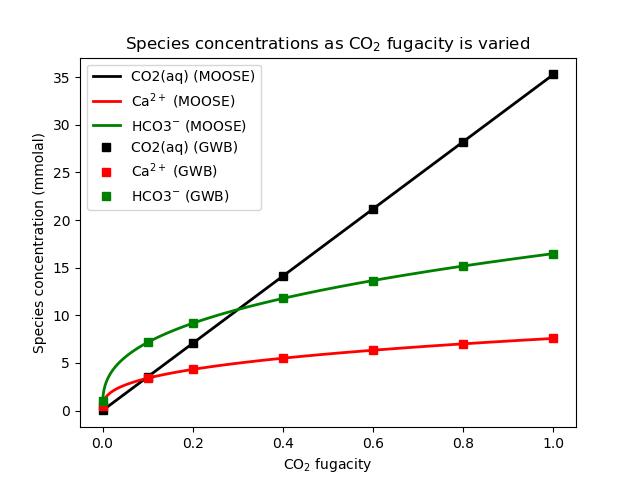 Species concentrations as CO₂ fugacity is varied
CO2(aq) (MOOSE)
Ca²⁺ (MOOSE)
HCO3⁻ (MOOSE)
CO2(aq) (GWB)
Ca²⁺ (GWB)
HCO3⁻ (GWB)
Species concentration (mmolal)
35
30
25
20
15
10
5
0
0.0 0.2 0.4 0.6 0.8 1.0
CO₂ fugacity